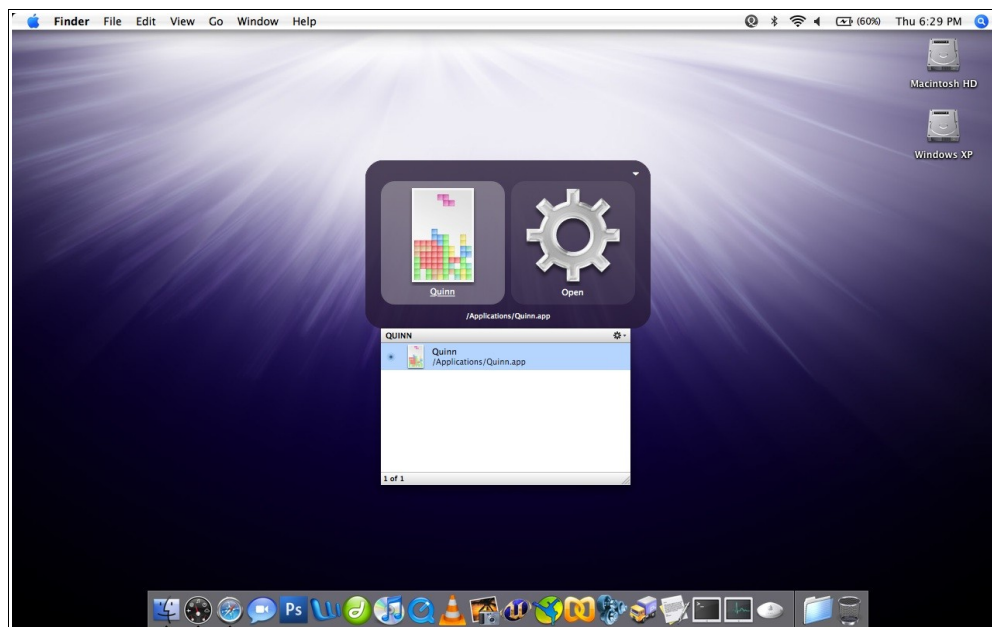 Finder File Edit View Go Window Help (60%) Thu 6:29 PM
Macintosh HD
Windows XP
Quinn Open
/Applications/Quinn.app
QUINN
Quinn
/Applications/Quinn.app
1 of 1
Ps